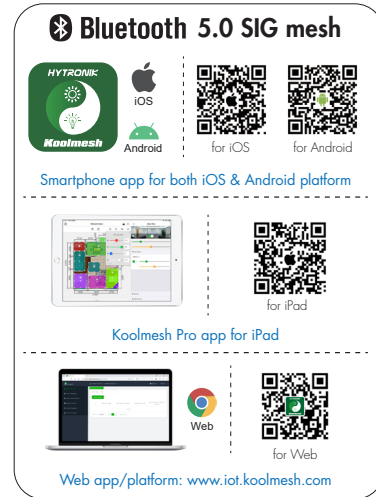 Bluetooth 5.0 SIG mesh
HYTRONIK
Koolmesh
iOS
Android
for iOS
for Android
Smartphone app for both iOS & Android platform
for iPad
Koolmesh Pro app for iPad
Web
for Web
Web app/platform: www.iot.koolmesh.com